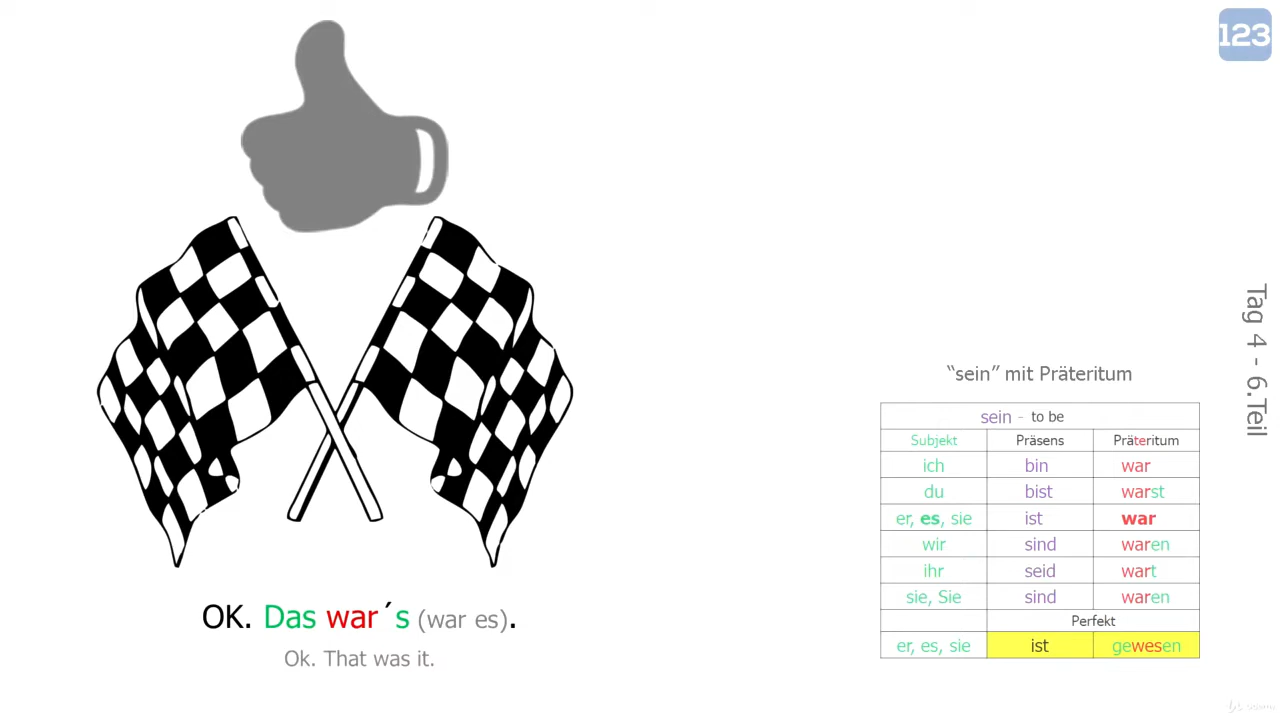 123
Tag 4 - 6.Teil
“sein” mit Präteritum
sein - to be
Subjekt Präsens Präteritum
ich bin war
du bist warst
er, es, sie ist war
wir sind waren
ihr seid wart
sie, Sie sind waren
Perfekt
er, es, sie ist gewesen
OK. Das war´s (war es).
Ok. That was it.